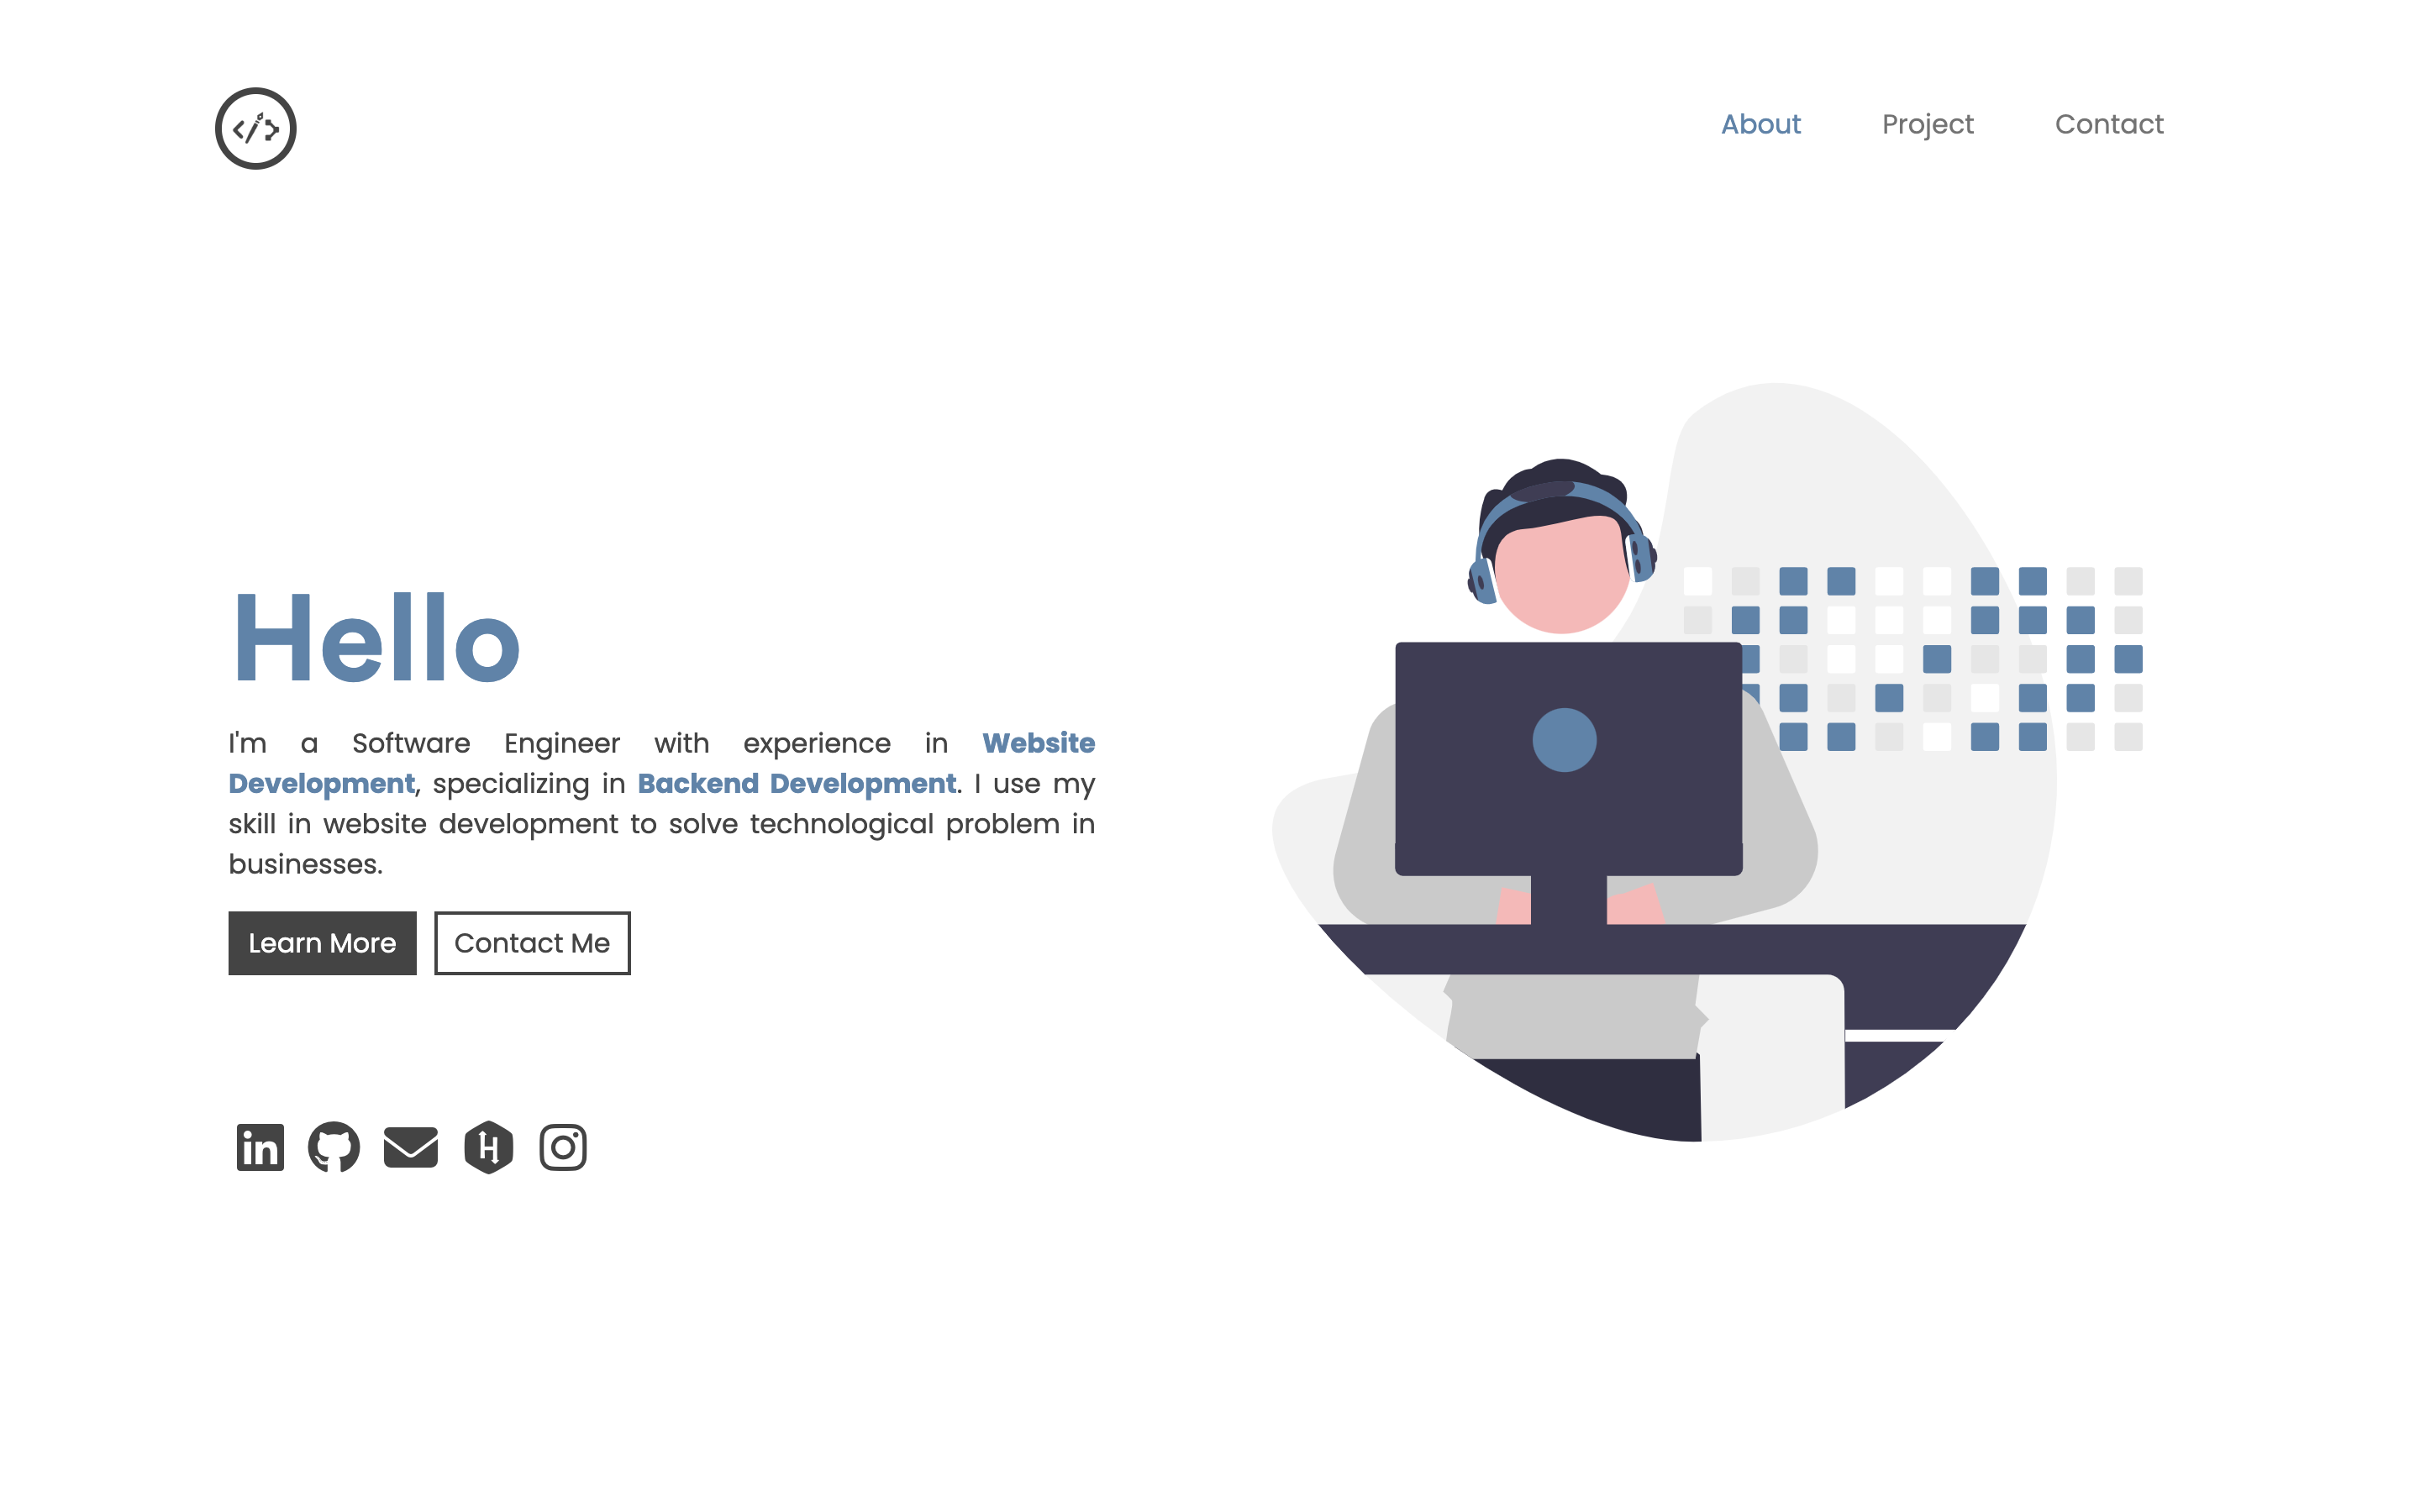 About Project Contact
Hello
I'm a Software Engineer with experience in Website
Development, specializing in Backend Development. I use my
skill in website development to solve technological problem in
businesses.
Learn More Contact Me